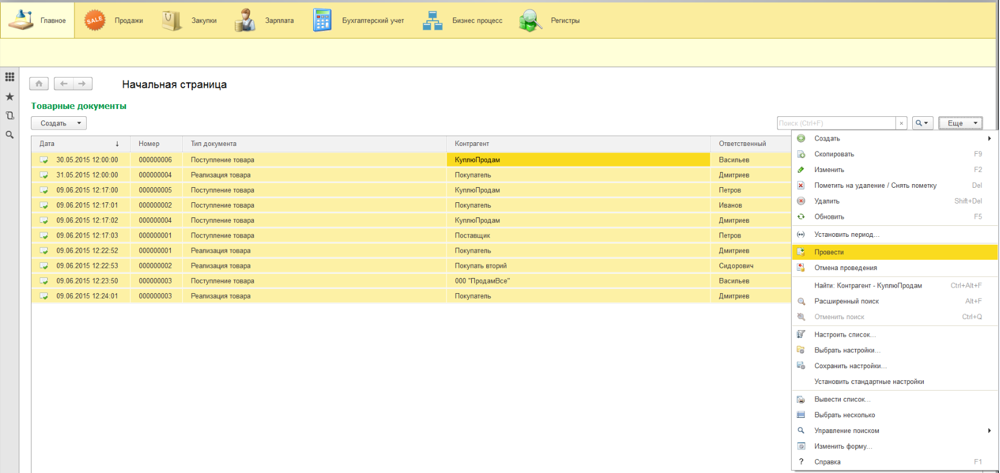 Главное
SALE
Продажи
Закупки
Зарплата
Бухгалтерский учет
Бизнес процесс
Регистры
Начальная страница
Товарные документы
Создать
Поиск (Ctrl+F)
×
Еще
Дата ↓ Номер Тип документа Контрагент Ответственный
30.05.2015 12:00:00 000000006 Поступление товара КуплюПродам Васильев
31.05.2015 12:00:00 000000004 Реализация товара Покупатель Дмитриев
09.06.2015 12:17:00 000000005 Поступление товара КуплюПродам Петров
09.06.2015 12:17:01 000000002 Поступление товара Покупатель Иванов
09.06.2015 12:17:02 000000004 Поступление товара КуплюПродам Дмитриев
09.06.2015 12:17:03 000000001 Поступление товара Поставщик Петров
09.06.2015 12:22:52 000000001 Реализация товара Покупатель Дмитриев
09.06.2015 12:22:53 000000002 Реализация товара Покупать вторий Сидорович
09.06.2015 12:23:50 000000003 Поступление товара 000 "ПродамВсе" Васильев
09.06.2015 12:24:01 000000003 Реализация товара Покупатель Дмитриев
Создать
Скопировать F9
Изменить F2
Пометить на удаление / Снять пометку Del
Удалить Shift+Del
Обновить F5
Установить период...
Провести
Отмена проведения
Найти: Контрагент - КуплюПродам Ctrl+Alt+F
Расширенный поиск Alt+F
Отменить поиск Ctrl+Q
Настроить список...
Выбрать настройки...
Сохранить настройки...
Установить стандартные настройки
Вывести список...
Выбрать несколько
Управление поиском
Изменить форму...
? Справка F1